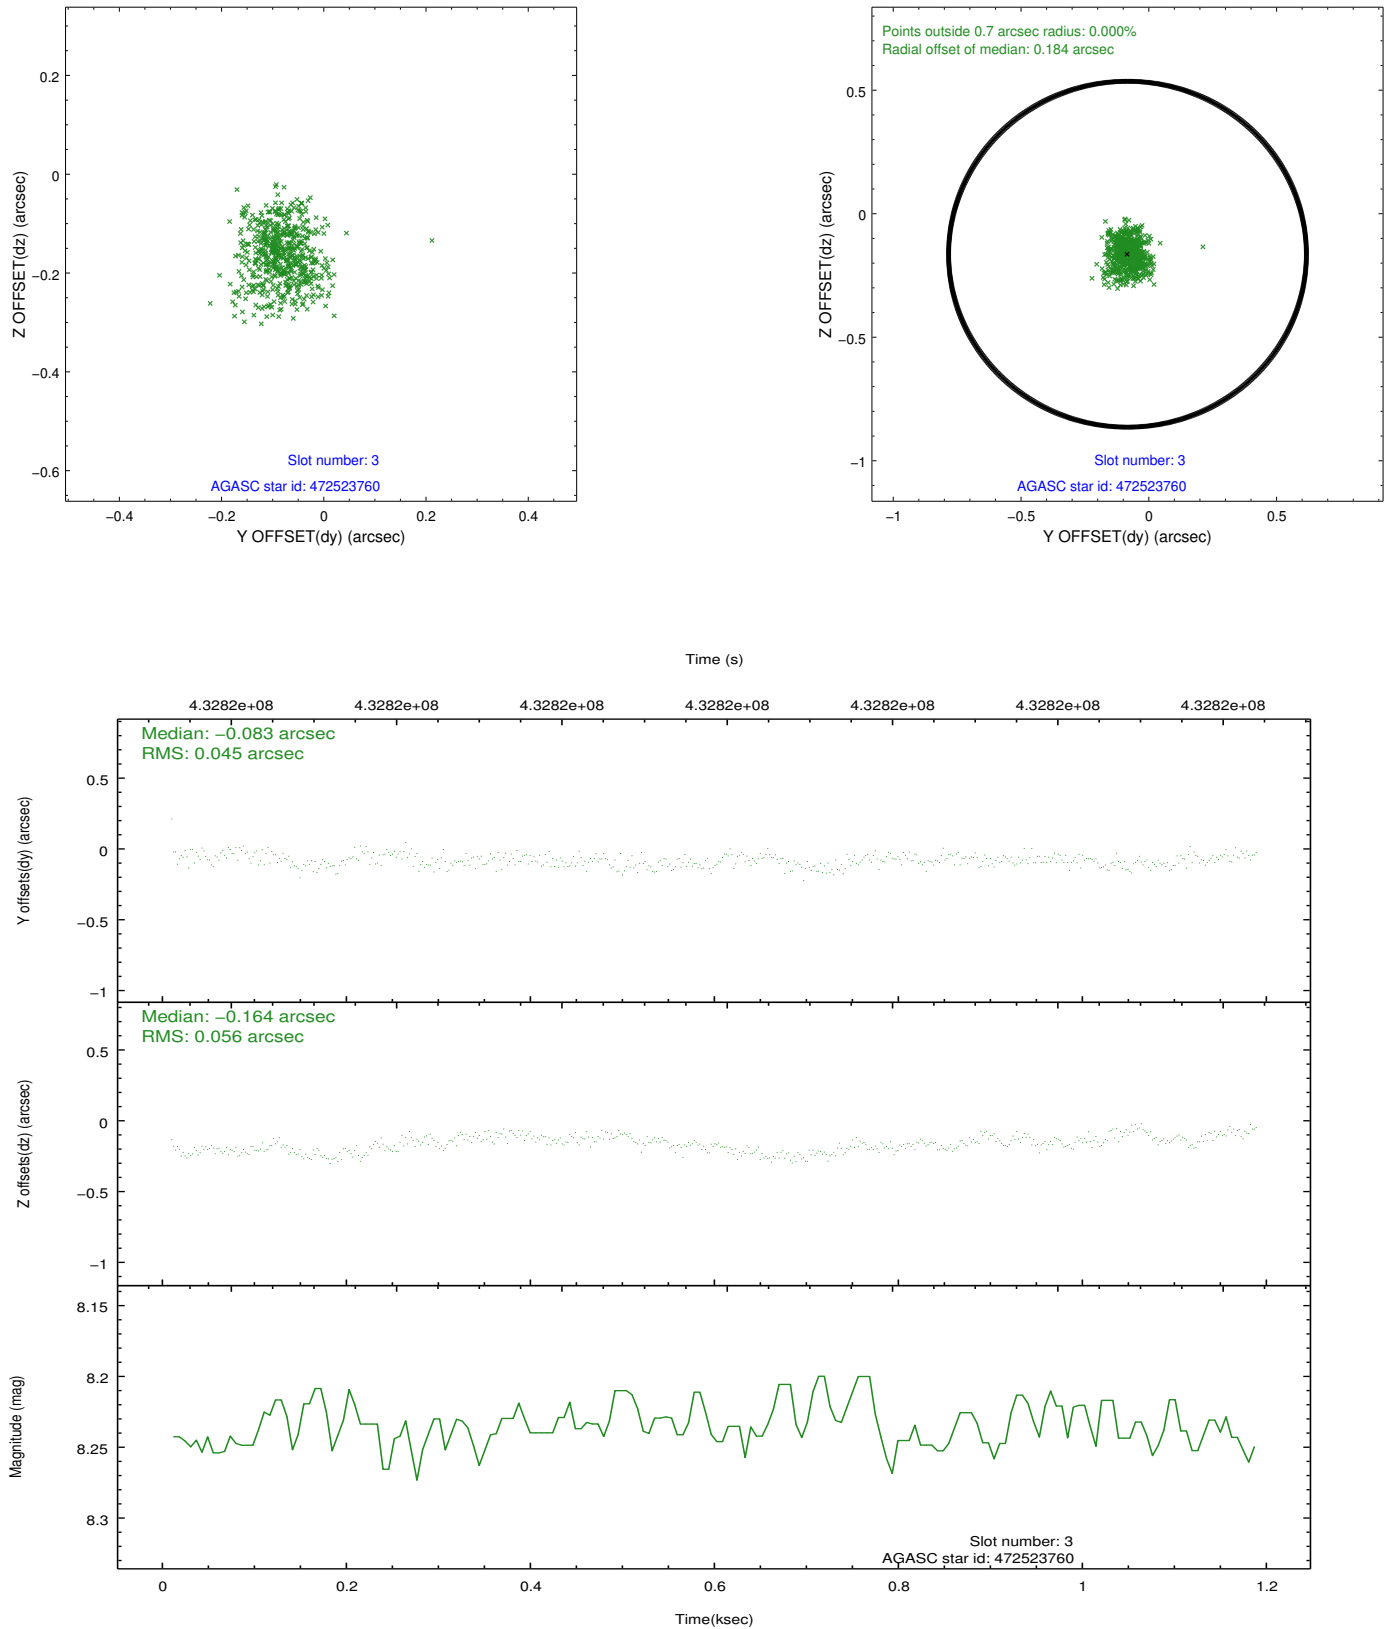 0.2
0
−0.2
−0.4
−0.6
Z OFFSET(dz) (arcsec)
Slot number: 3
AGASC star id: 472523760
−0.4
−0.2
0
0.2
0.4
Y OFFSET(dy) (arcsec)
Points outside 0.7 arcsec radius: 0.000%
Radial offset of median: 0.184 arcsec
0.5
0
−0.5
−1
Z OFFSET(dz) (arcsec)
Slot number: 3
AGASC star id: 472523760
−1
−0.5
0
0.5
Y OFFSET(dy) (arcsec)
Time (s)
4.3282e+08
4.3282e+08
4.3282e+08
4.3282e+08
4.3282e+08
4.3282e+08
4.3282e+08
Median: −0.083 arcsec
RMS: 0.045 arcsec
0.5
0
−0.5
−1
Y offsets(dy) (arcsec)
Median: −0.164 arcsec
RMS: 0.056 arcsec
0.5
0
−0.5
−1
Z offsets(dz) (arcsec)
8.15
8.2
8.25
8.3
Magnitude (mag)
Slot number: 3
AGASC star id: 472523760
0
0.2
0.4
0.6
0.8
1
1.2
Time(ksec)